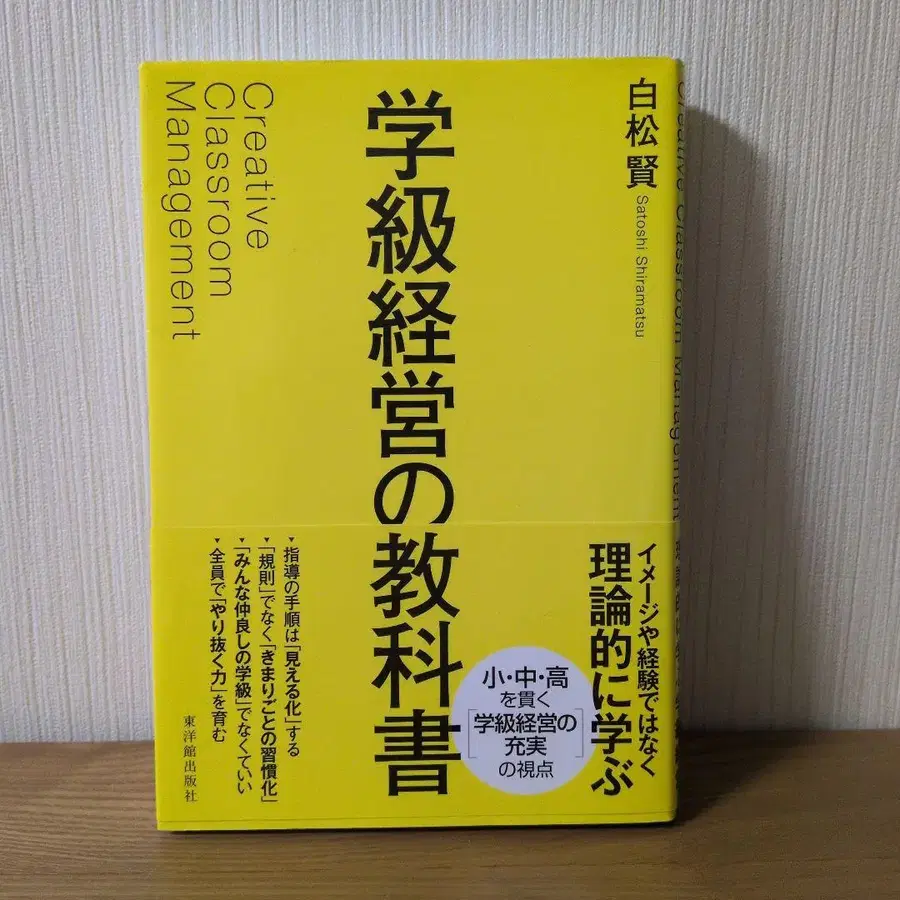 白松 賢
Satoshi Shiramatsu
学級経営の教科書
Creative
Classroom
Management
イメージや経験ではなく
理論的に学ぶ
小・中・高
を貫く
[学級経営の
充実]
の視点
▼指導の手順は「見える化」する
▼「規則」でなく「きまりごとの習慣化」
▼「みんな仲良しの学級」でなくていい
▼全員で「やり抜く力」を育む
東洋館出版社
Creative Classroom Management